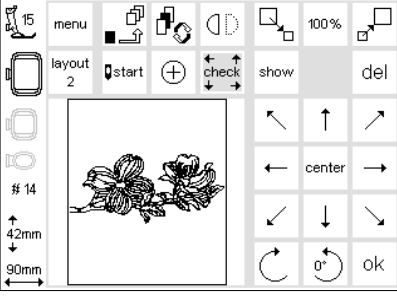 15
menu
100%
layout
2
start
check
show
del
# 14
center
42mm
90mm
0°
ok